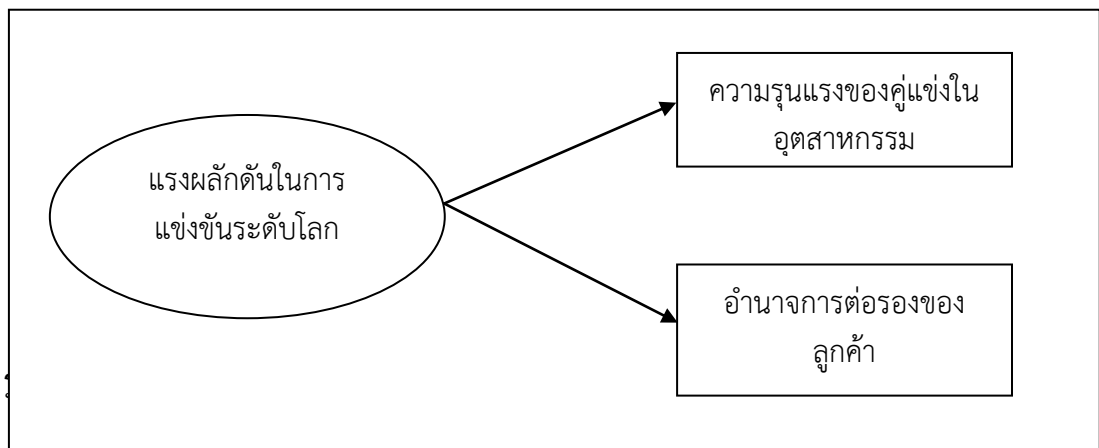 แรงผลักดันในการ
แข่งขันระดับโลก
ความรุนแรงของคู่แข่งใน
อุตสาหกรรม
อำนาจการต่อรองของ
ลูกค้า